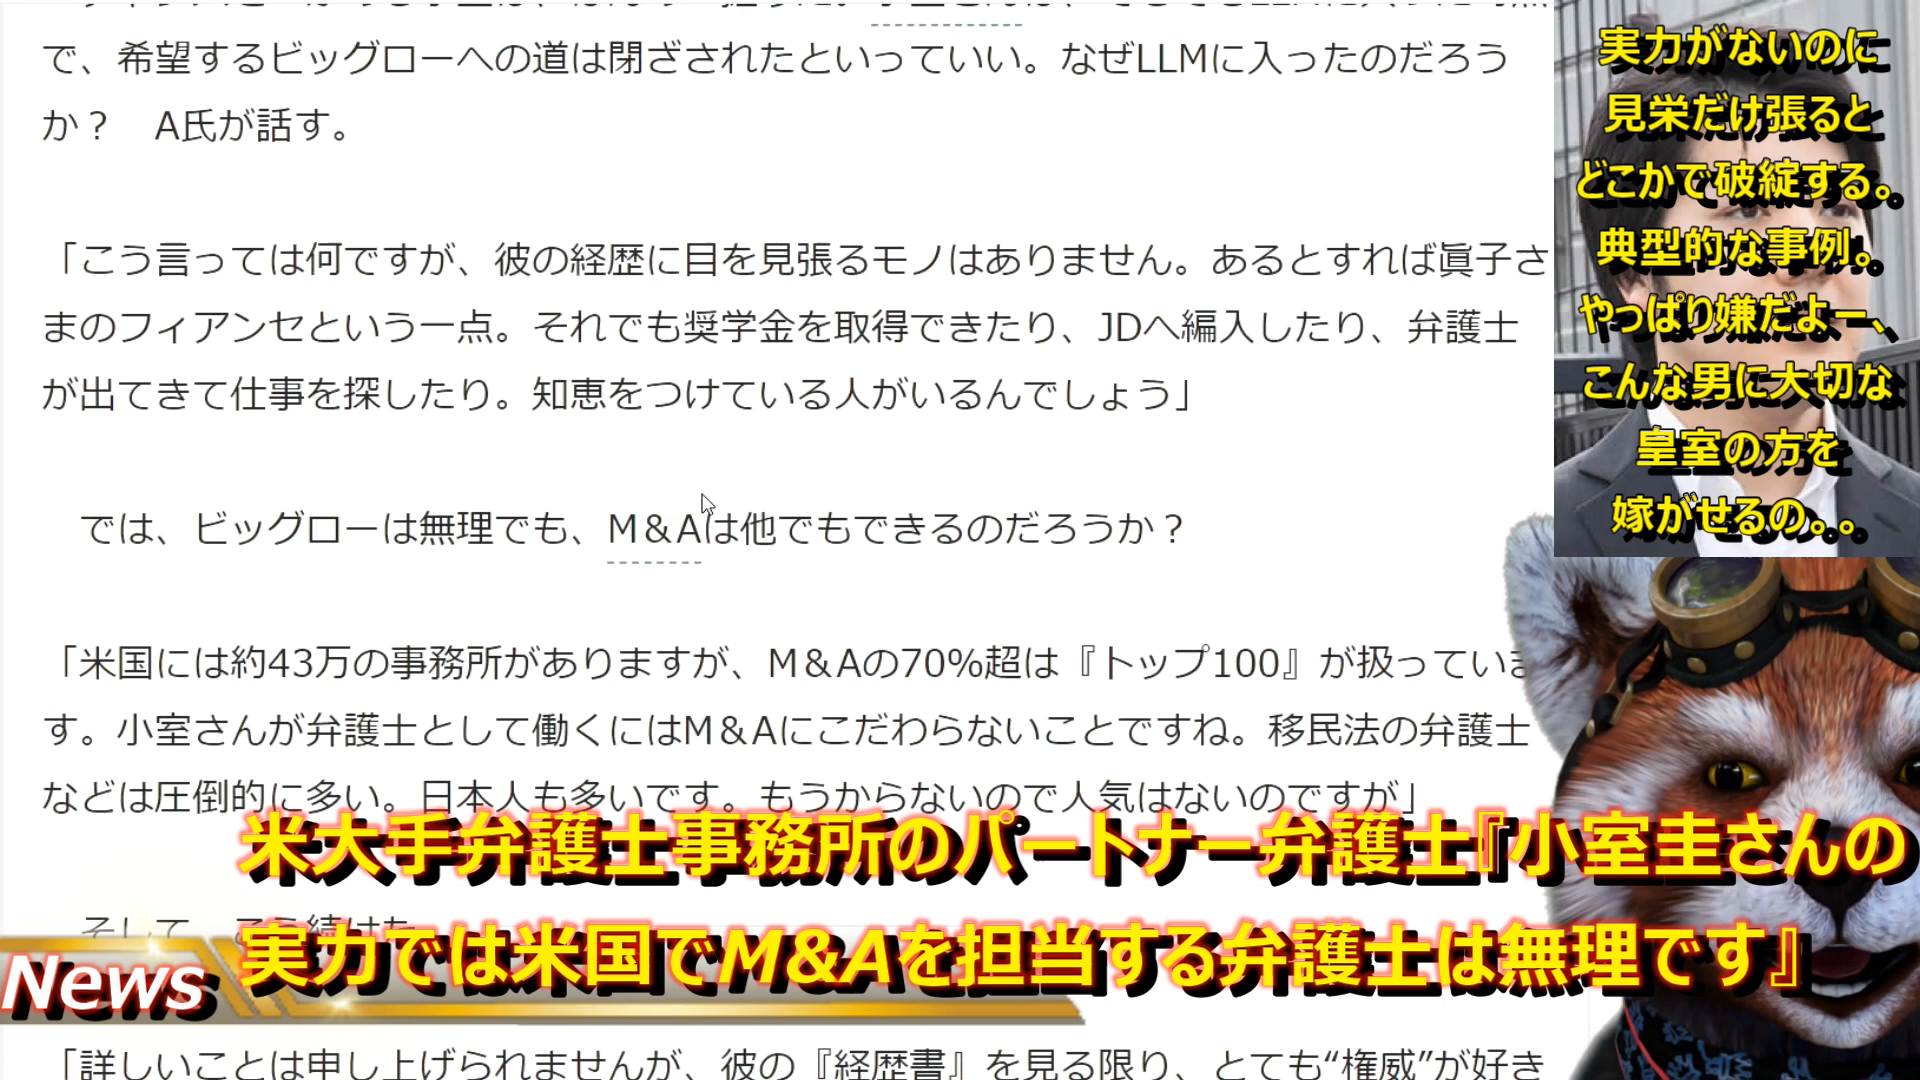 で、希望するビッグローへの道は閉ざされたといっていい。なぜLLMに入ったのだろう
か？　A氏が話す。
「こう言っては何ですが、彼の経歴に目を見張るモノはありません。あるとすれば眞子さ
まのフィアンセという一点。それでも奨学金を取得できたり、JDへ編入したり、弁護士
が出てきて仕事を探したり。知恵をつけている人がいるんでしょう」
では、ビッグローは無理でも、M＆Aは他でもできるのだろうか？
「米国には約43万の事務所がありますが、M＆Aの70%超は『トップ100』が扱っていま
す。小室さんが弁護士として働くにはM＆Aにこだわらないことですね。移民法の弁護士
などは圧倒的に多い。日本人も多いです。もうからないので人気はないのですが」
そして、こう続けた
「詳しいことは申し上げられませんが、彼の『経歴書』を見る限り、とても“権威”が好き
実力がないのに
見栄だけ張ると
どこかで破綻する。
典型的な事例。
やっぱり嫌だよー、
こんな男に大切な
皇室の方を
嫁がせるの。。。
米大手弁護士事務所のパートナー弁護士『小室圭さんの
実力では米国でM&Aを担当する弁護士は無理です』
News